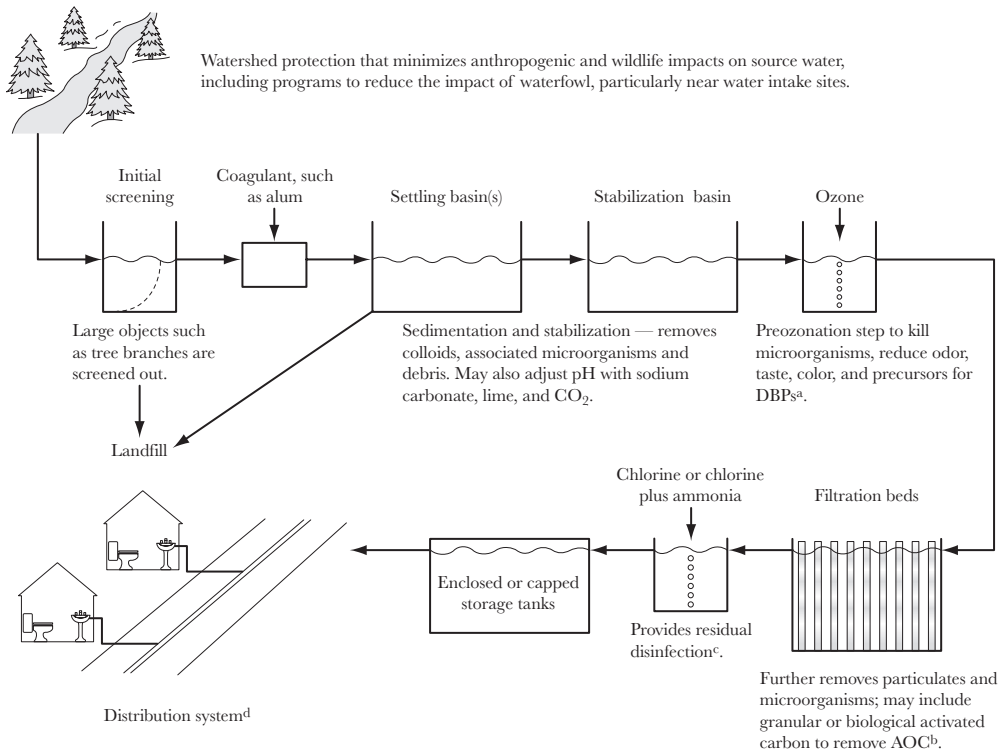 Watershed protection that minimizes anthropogenic and wildlife impacts on source water,
including programs to reduce the impact of waterfowl, particularly near water intake sites.
Initial
screening
Coagulant, such
as alum
Settling basin(s)
Stabilization basin
Ozone
Large objects such
as tree branches are
screened out.
Landfill
Sedimentation and stabilization — removes
colloids, associated microorganisms and
debris. May also adjust pH with sodium
carbonate, lime, and CO₂.
Preozonation step to kill
microorganisms, reduce odor,
taste, color, and precursors for
DBPsᵃ.
Filtration beds
Further removes particulates and
microorganisms; may include
granular or biological activated
carbon to remove AOCᵇ.
Chlorine or chlorine
plus ammonia
Provides residual
disinfectionᶜ.
Enclosed or capped
storage tanks
Distribution systemᵈ